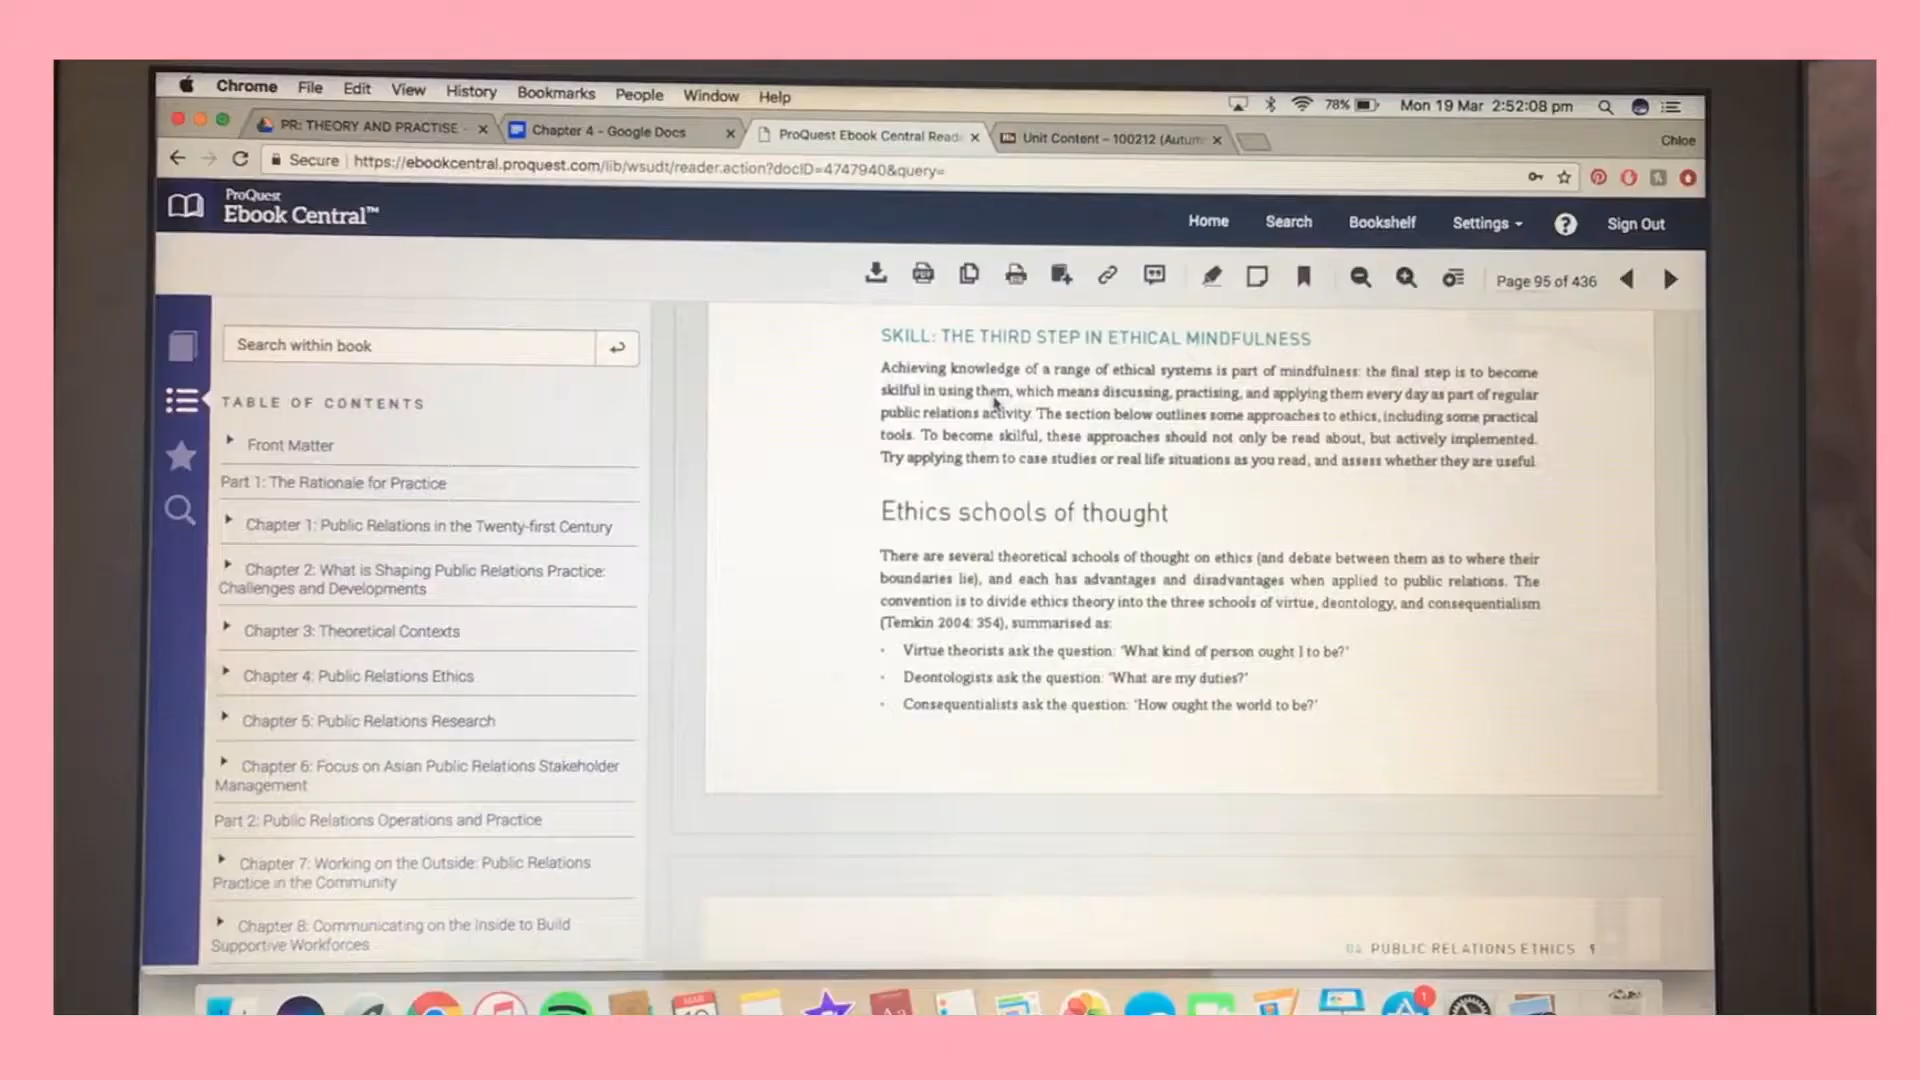 Chrome File Edit View History Bookmarks People Window Help 78% Mon 19 Mar 2:52:08 pm
PR: THEORY AND PRACTISE - Chapter 4 - Google Docs ProQuest Ebook Central Read Unit Content – 100212 (Autum Chloe
Secure https://ebookcentral.proquest.com/lib/wsudt/reader.action?docID=4747940&query=
ProQuest
Ebook Central™
Home Search Bookshelf Settings ? Sign Out
Page 95 of 436
Search within book
TABLE OF CONTENTS
Front Matter
Part 1: The Rationale for Practice
Chapter 1: Public Relations in the Twenty-first Century
Chapter 2: What is Shaping Public Relations Practice:
Challenges and Developments
Chapter 3: Theoretical Contexts
Chapter 4: Public Relations Ethics
Chapter 5: Public Relations Research
Chapter 6: Focus on Asian Public Relations Stakeholder
Management
Part 2: Public Relations Operations and Practice
Chapter 7: Working on the Outside: Public Relations
Practice in the Community
Chapter 8: Communicating on the Inside to Build
Supportive Workforces
SKILL: THE THIRD STEP IN ETHICAL MINDFULNESS
Achieving knowledge of a range of ethical systems is part of mindfulness: the final step is to become
skilful in using them, which means discussing, practising, and applying them every day as part of regular
public relations activity. The section below outlines some approaches to ethics, including some practical
tools. To become skilful, these approaches should not only be read about, but actively implemented.
Try applying them to case studies or real life situations as you read, and assess whether they are useful.
Ethics schools of thought
There are several theoretical schools of thought on ethics (and debate between them as to where their
boundaries lie), and each has advantages and disadvantages when applied to public relations. The
convention is to divide ethics theory into the three schools of virtue, deontology, and consequentialism
(Temkin 2004: 354), summarised as:
• Virtue theorists ask the question: 'What kind of person ought I to be?'
• Deontologists ask the question: 'What are my duties?'
• Consequentialists ask the question: 'How ought the world to be?'
PUBLIC RELATIONS ETHICS
MAR
Aa
1